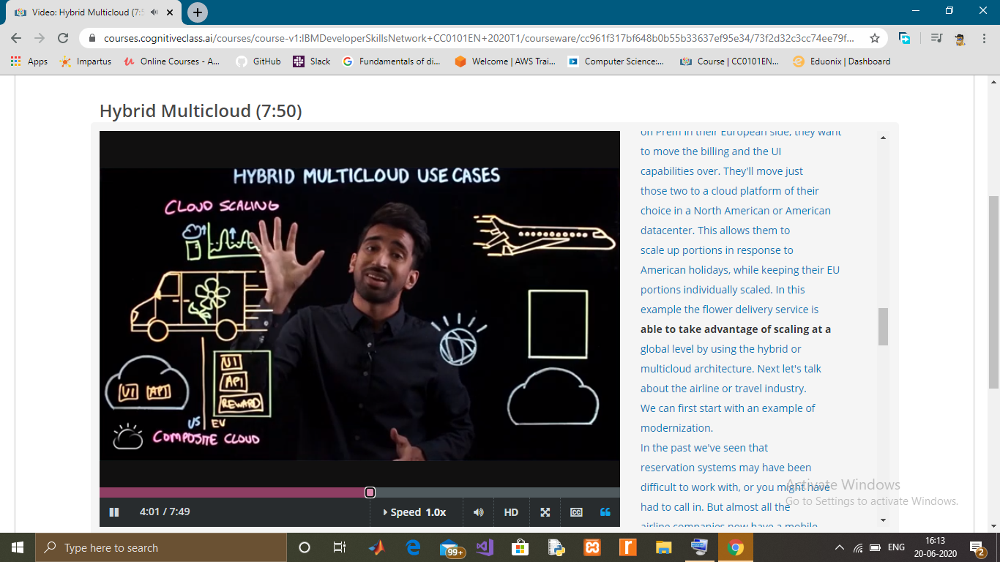 Video: Hybrid Multicloud (7:5
courses.cognitiveclass.ai/courses/course-v1:IBMDeveloperSkillsNetwork+CC0101EN+2020T1/courseware/cc961f317bf648b0b55b33637ef95e34/73f2d32c3cc74ee79f...
Apps Impartus Online Courses - A... GitHub Slack Fundamentals of di... Welcome | AWS Trai... Computer Science:... Course | CC0101EN... Eduonix | Dashboard
Hybrid Multicloud (7:50)
HYBRID MULTICLOUD USE CASES
CLOUD SCALING
UI API
UI
API
REWARD
US EU
COMPOSITE CLOUD
4:01 / 7:49 Speed 1.0x HD CC
on Prem in their European side, they want
to move the billing and the UI
capabilities over. They'll move just
those two to a cloud platform of their
choice in a North American or American
datacenter. This allows them to
scale up portions in response to
American holidays, while keeping their EU
portions individually scaled. In this
example the flower delivery service is
able to take advantage of scaling at a
global level by using the hybrid or
multicloud architecture. Next let's talk
about the airline or travel industry.
We can first start with an example of
modernization.
In the past we've seen that
reservation systems may have been
difficult to work with, or you might have
had to call in. But almost all the
airline companies now have a mobile
Activate Windows
Go to Settings to activate Windows.
Type here to search
99+
ENG
16:13
20-06-2020
2